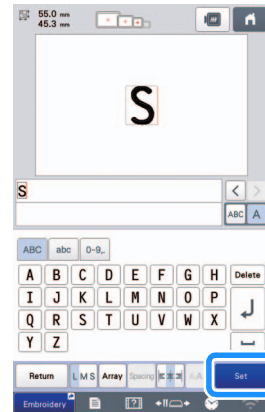 55.0 mm
45.3 mm
S
S
ABC A
ABC abc 0-9,.
A B C D E F G H Delete
I J K L M N O P
Q R S T U V W X
Y Z
Return L M S Array Spacing Set
Embroidery